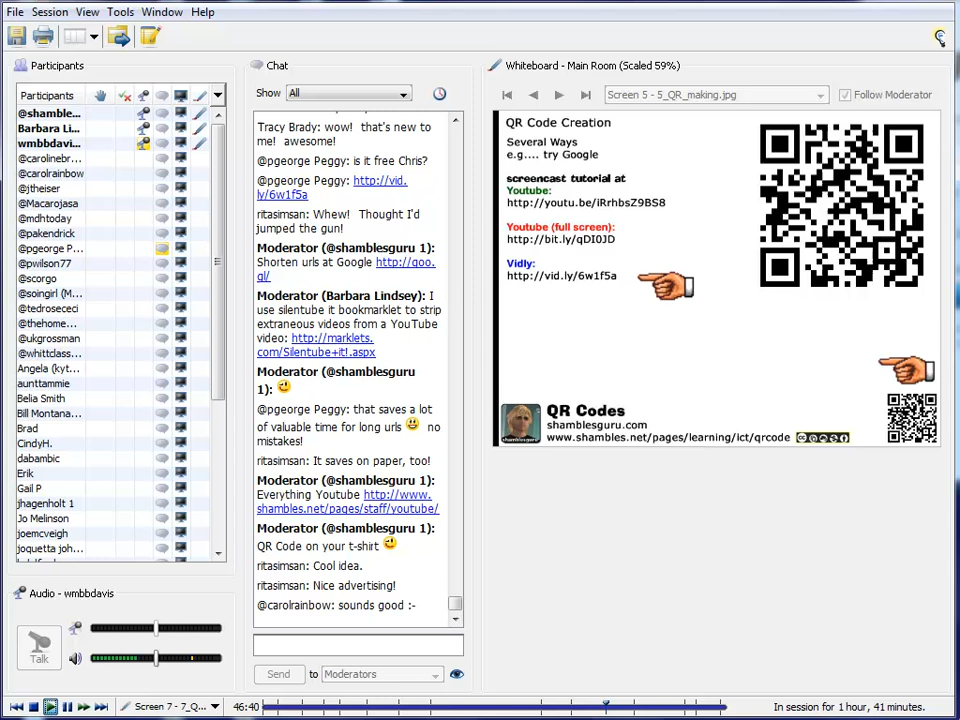 File Session View Tools Window Help
Participants
Participants
@shamble...
Barbara Li...
wmbbdavi...
@carolinebr...
@carolrainbow
@jtheiser
@Macarojasa
@mdhtoday
@pakendrick
@pgeorge P...
@pwilson77
@scorgo
@soingirl (M...
@tedrosececi
@thehome...
@ukgrossman
@whittclass...
Angela (kyt...
aunttammie
Belia Smith
Bill Montana...
Brad
CindyH.
dabambic
Erik
Gail P
jhagenholt 1
Jo Melinson
joemcveigh
joquetta joh...
Audio - wmbbdavis
Talk
Chat
Show All
Tracy Brady: wow! that's new to
me! awesome!
@pgeorge Peggy: is it free Chris?
@pgeorge Peggy: http://vid.
ly/6w1f5a
ritasimsan: Whew! Thought I'd
jumped the gun!
Moderator (@shamblesguru 1):
Shorten urls at Google http://goo.
gl/
Moderator (Barbara Lindsey): I
use silentube it bookmarklet to strip
extraneous videos from a YouTube
video: http://marklets.
com/Silentube+it!.aspx
Moderator (@shamblesguru
1):
@pgeorge Peggy: that saves a lot
of valuable time for long urls no
mistakes!
ritasimsan: It saves on paper, too!
Moderator (@shamblesguru 1):
Everything Youtube http://www.
shambles.net/pages/staff/youtube/
Moderator (@shamblesguru 1):
QR Code on your t-shirt
ritasimsan: Cool idea.
ritasimsan: Nice advertising!
@carolrainbow: sounds good :-
Send to Moderators
Whiteboard - Main Room (Scaled 59%)
Screen 5 - 5_QR_making.jpg
Follow Moderator
QR Code Creation
Several Ways
e.g.... try Google
screencast tutorial at
Youtube:
http://youtu.be/iRrhbsZ9BS8
Youtube (full screen):
http://bit.ly/qDI0JD
Vidly:
http://vid.ly/6w1f5a
shamblesguru
QR Codes
shamblesguru.com
www.shambles.net/pages/learning/ict/qrcode
Screen 7 - 7_Q...
46:40
In session for 1 hour, 41 minutes.